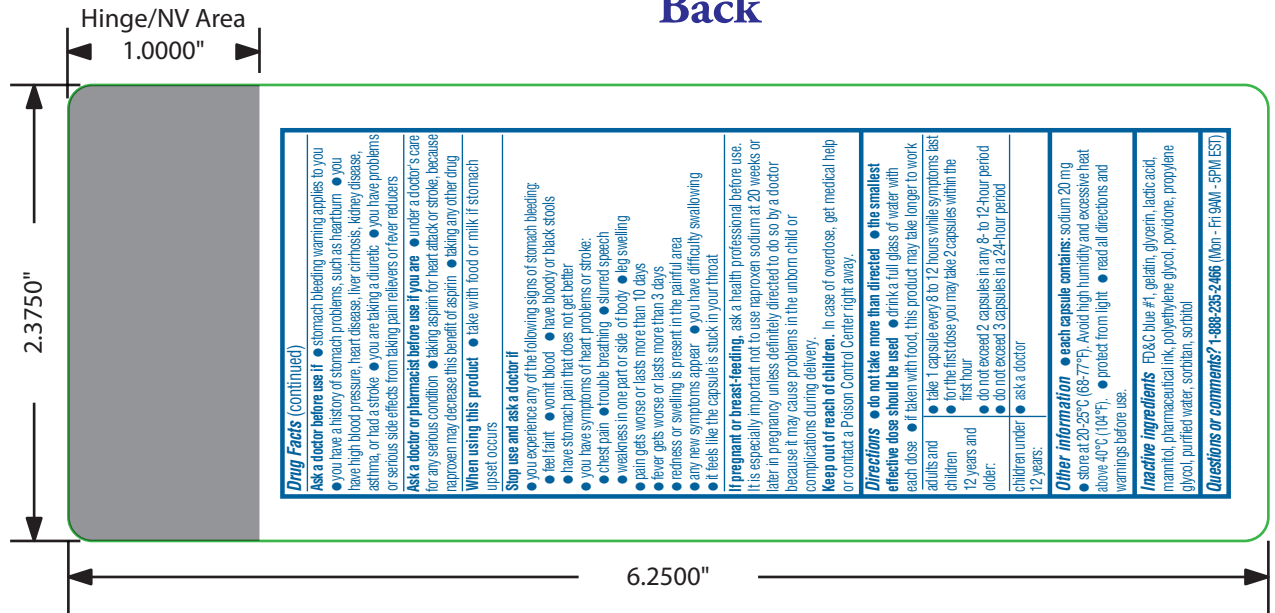 Back
Hinge/NV Area
1.0000"
2.3750"
6.2500"
Drug Facts (continued)
Ask a doctor before use if ● stomach bleeding warning applies to you
● you have a history of stomach problems, such as heartburn ● you
have high blood pressure, heart disease, liver cirrhosis, kidney disease,
asthma, or had a stroke ● you are taking a diuretic ● you have problems
or serious side effects from taking pain relievers or fever reducers
Ask a doctor or pharmacist before use if you are ● under a doctor's care
for any serious condition ● taking aspirin for heart attack or stroke, because
naproxen may decrease this benefit of aspirin ● taking any other drug
When using this product ● take with food or milk if stomach
upset occurs
Stop use and ask a doctor if
● you experience any of the following signs of stomach bleeding:
● feel faint ● vomit blood ● have bloody or black stools
● have stomach pain that does not get better
● you have symptoms of heart problems or stroke:
● chest pain ● trouble breathing ● slurred speech
● weakness in one part or side of body ● leg swelling
● pain gets worse or lasts more than 10 days
● fever gets worse or lasts more than 3 days
● redness or swelling is present in the painful area
● any new symptoms appear ● you have difficulty swallowing
● it feels like the capsule is stuck in your throat
If pregnant or breast-feeding, ask a health professional before use.
It is especially important not to use naproxen sodium at 20 weeks or
later in pregnancy unless definitely directed to do so by a doctor
because it may cause problems in the unborn child or
complications during delivery.
Keep out of reach of children. In case of overdose, get medical help
or contact a Poison Control Center right away.
Directions ● do not take more than directed ● the smallest
effective dose should be used ● drink a full glass of water with
each dose ● if taken with food, this product may take longer to work
adults and
children
12 years and
older:
● take 1 capsule every 8 to 12 hours while symptoms last
● for the first dose you may take 2 capsules within the
first hour
● do not exceed 2 capsules in any 8- to 12-hour period
● do not exceed 3 capsules in a 24-hour period
children under
12 years:
● ask a doctor
Other information ● each capsule contains: sodium 20 mg
● store at 20-25°C (68-77°F). Avoid high humidity and excessive heat
above 40°C (104°F). ● protect from light ● read all directions and
warnings before use.
Inactive ingredients FD&C blue #1, gelatin, glycerin, lactic acid,
mannitol, pharmaceutical ink, polyethylene glycol, povidone, propylene
glycol, purified water, sorbitan, sorbitol
Questions or comments? 1-888-235-2466 (Mon - Fri 9AM - 5PM EST)